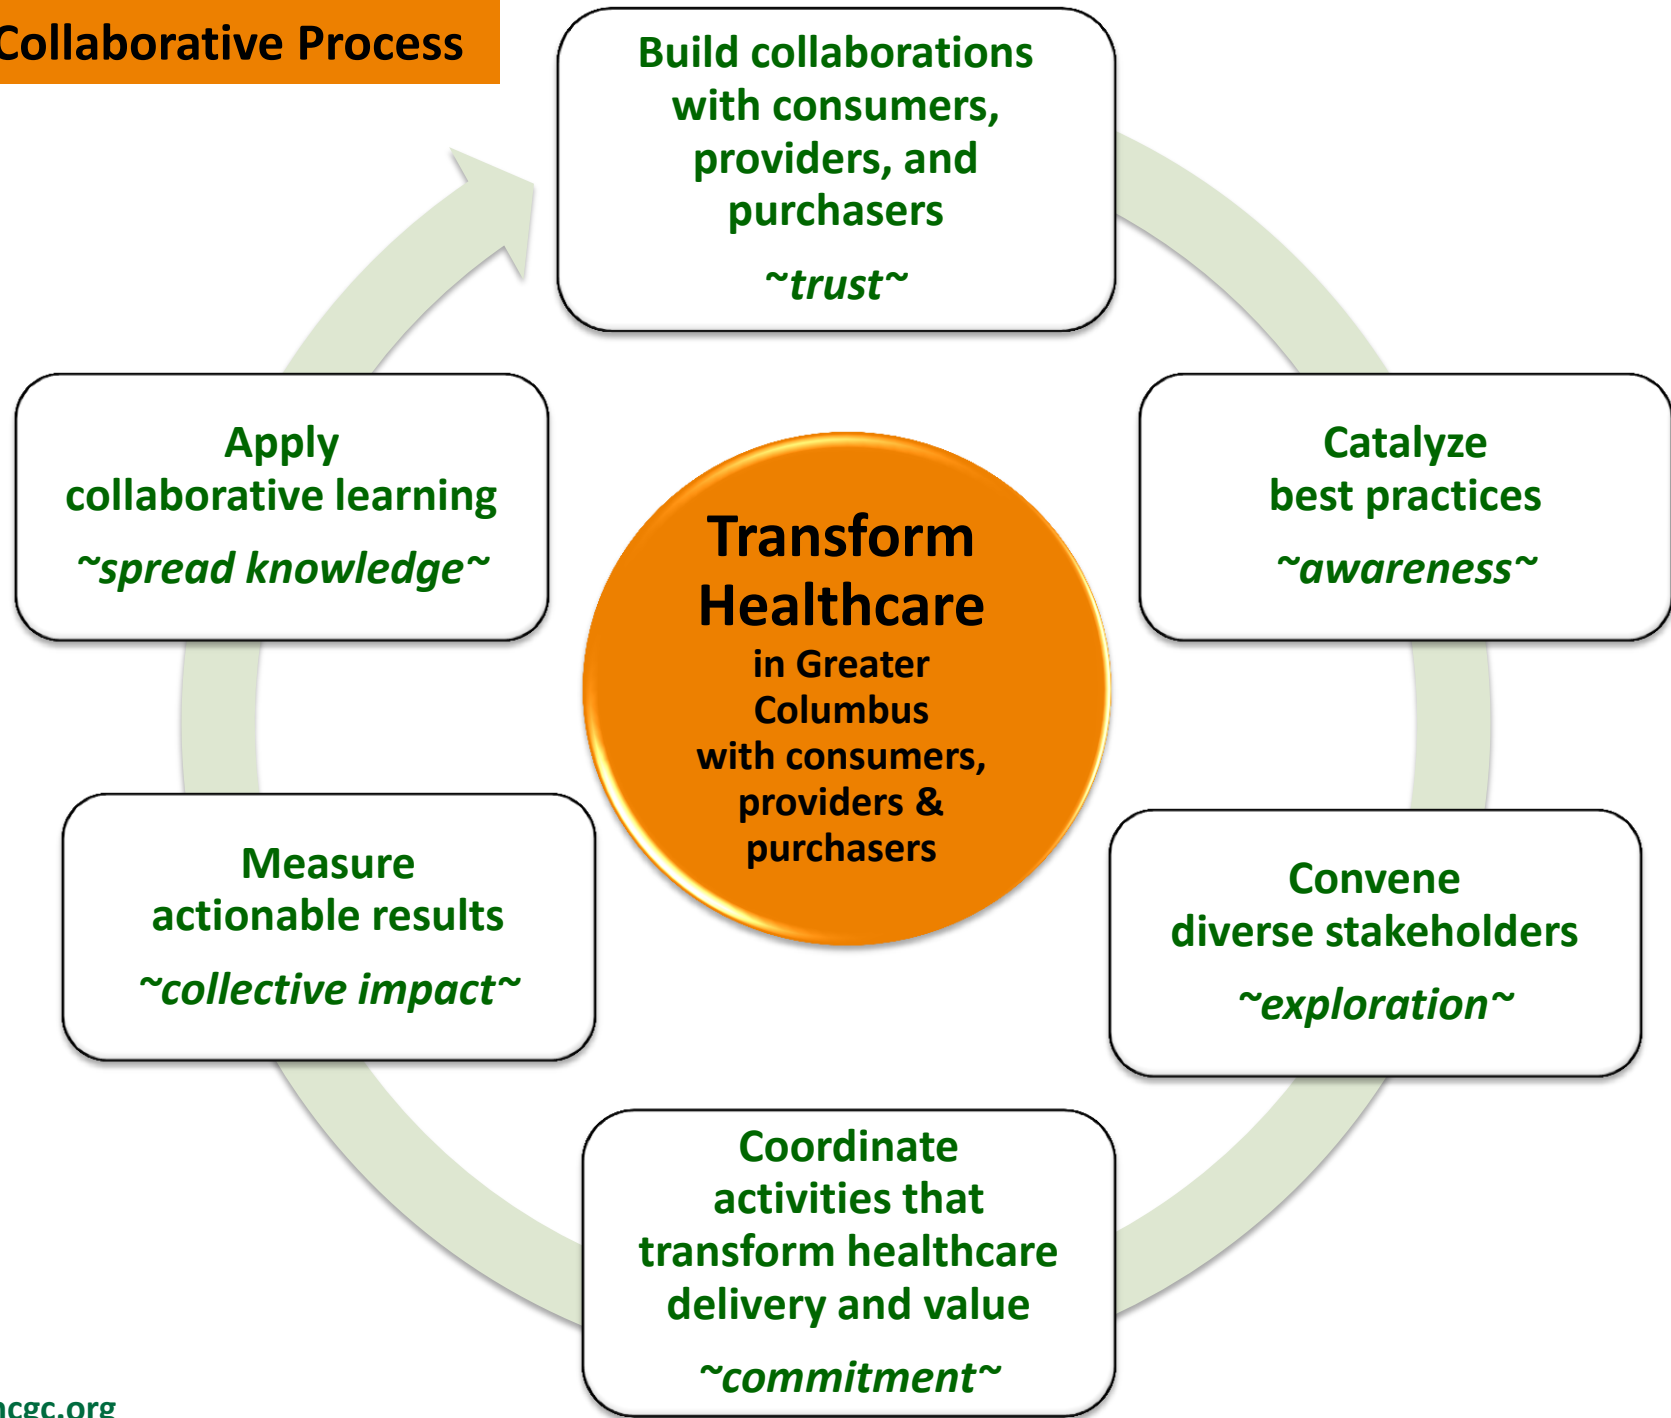 Collaborative Process
Build collaborations
with consumers,
providers, and
purchasers
~trust~
Catalyze
best practices
~awareness~
Convene
diverse stakeholders
~exploration~
Coordinate
activities that
transform healthcare
delivery and value
~commitment~
Measure
actionable results
~collective impact~
Apply
collaborative learning
~spread knowledge~
Transform
Healthcare
in Greater
Columbus
with consumers,
providers &
purchasers